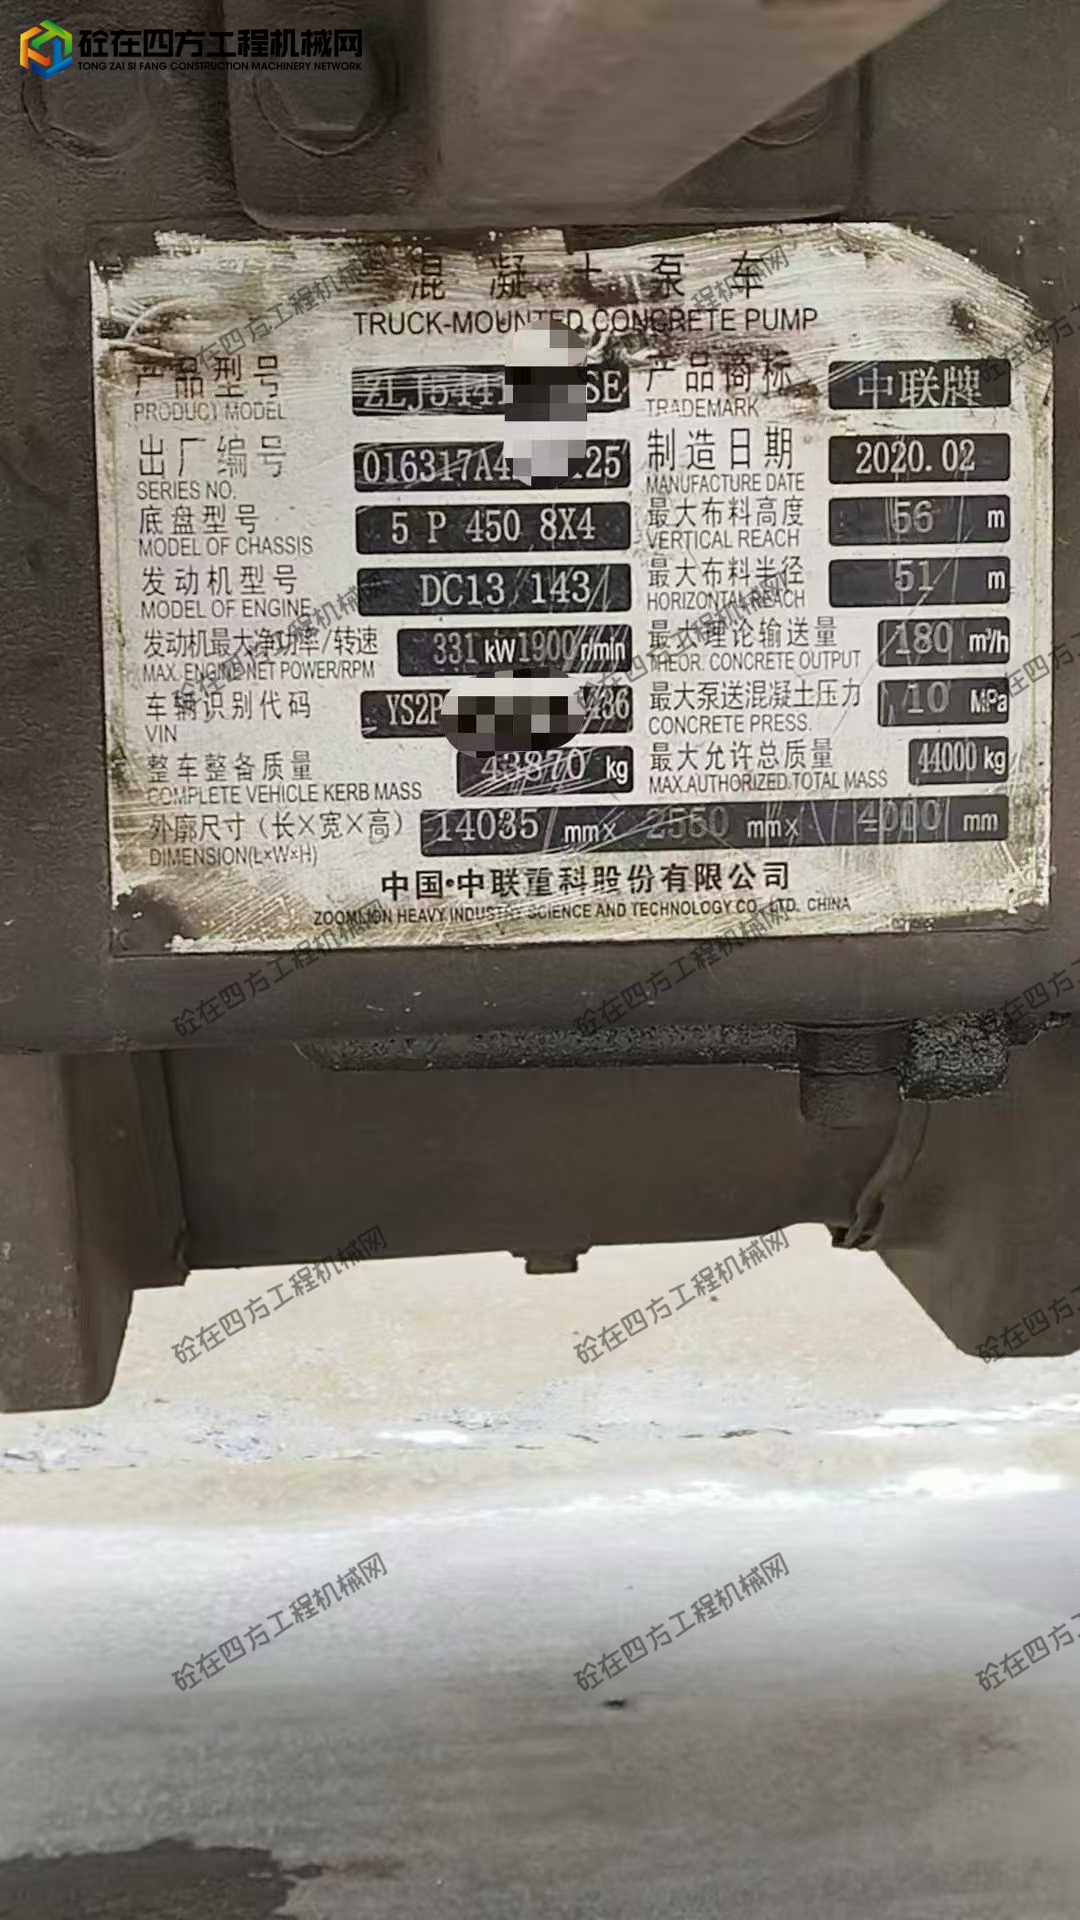 砼在四方工程机械网
TONG ZAI SI FANG CONSTRUCTION MACHINERY NETWORK
混凝土泵车
TRUCK-MOUNTED CONCRETE PUMP
产品型号 ZLJ544 SE 产品商标 中联牌
PRODUCT MODEL TRADEMARK
出厂编号 016317A4 25 制造日期 2020.02
SERIES NO. MANUFACTURE DATE
底盘型号 5 P 450 8X4 最大布料高度 56 m
MODEL OF CHASSIS VERTICAL REACH
发动机型号 DC13 143 最大布料半径 51 m
MODEL OF ENGINE HORIZONTAL REACH
发动机最大净功率/转速 331 kW 1900 r/min 最大理论输送量 180 m³/h
MAX. ENGINE NET POWER/RPM THEOR. CONCRETE OUTPUT
车辆识别代码 YS2P 436 最大泵送混凝土压力 10 MPa
VIN CONCRETE PRESS.
整车整备质量 43870 kg 最大允许总质量 44000 kg
COMPLETE VEHICLE KERB MASS MAX.AUTHORIZED.TOTAL MASS
外廓尺寸（长×宽×高） 14035 mm× 2550 mm× 4000 mm
DIMENSION(L×W×H)
中国·中联重科股份有限公司
ZOOMLION HEAVY INDUSTRY SCIENCE AND TECHNOLOGY CO., LTD. CHINA